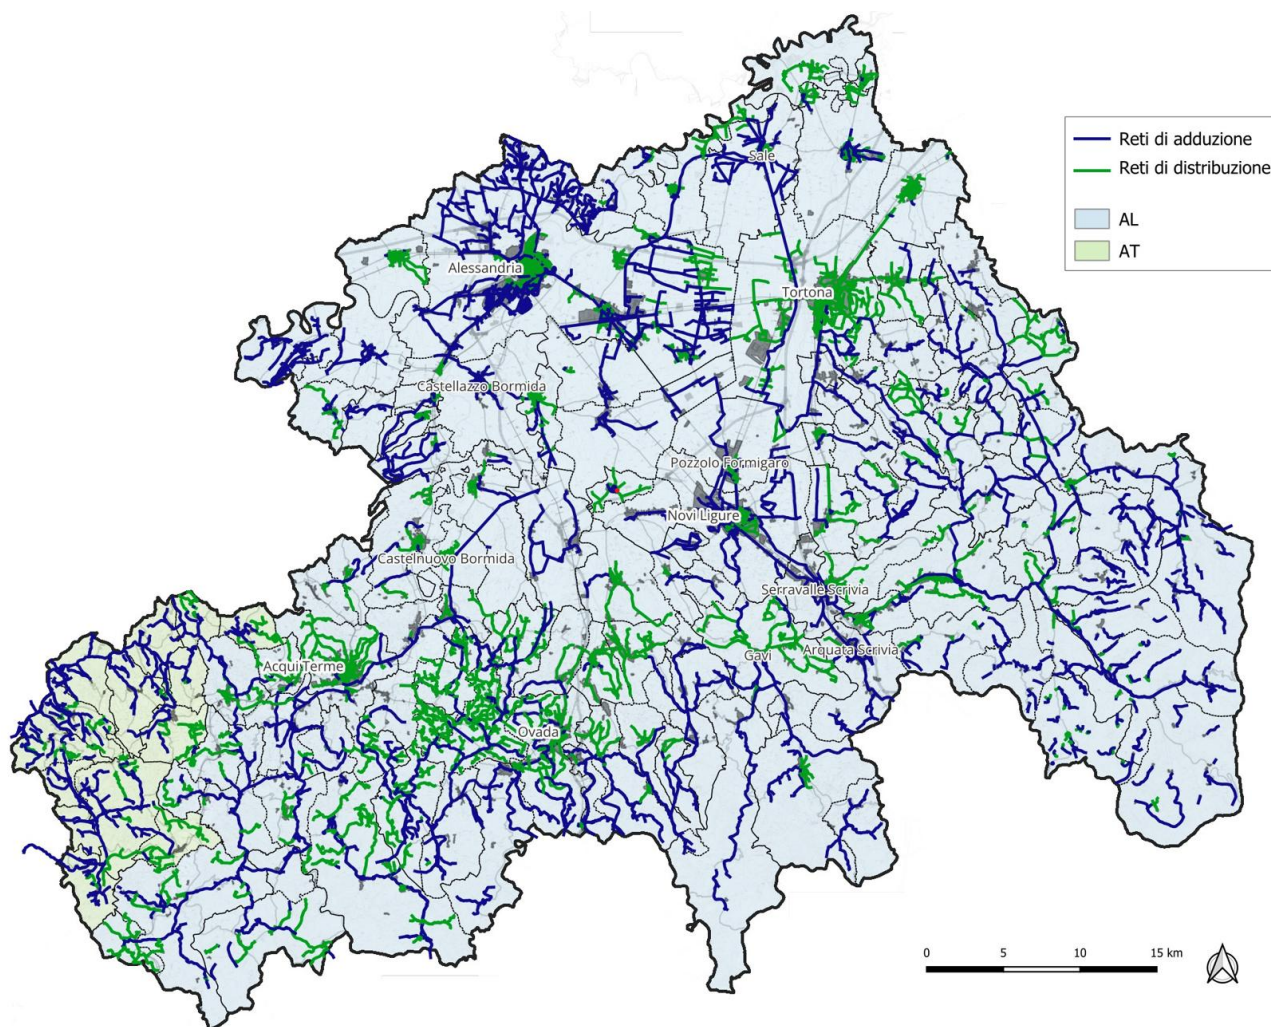 Reti di adduzione
Reti di distribuzione
AL
AT
Sale
Alessandria
Tortona
Castellazzo Bormida
Pozzolo Formigaro
Novi Ligure
Castelnuovo Bormida
Serravalle Scrivia
Acqui Terme
Gavi
Arquata Scrivia
Ovada
0 5 10 15 km